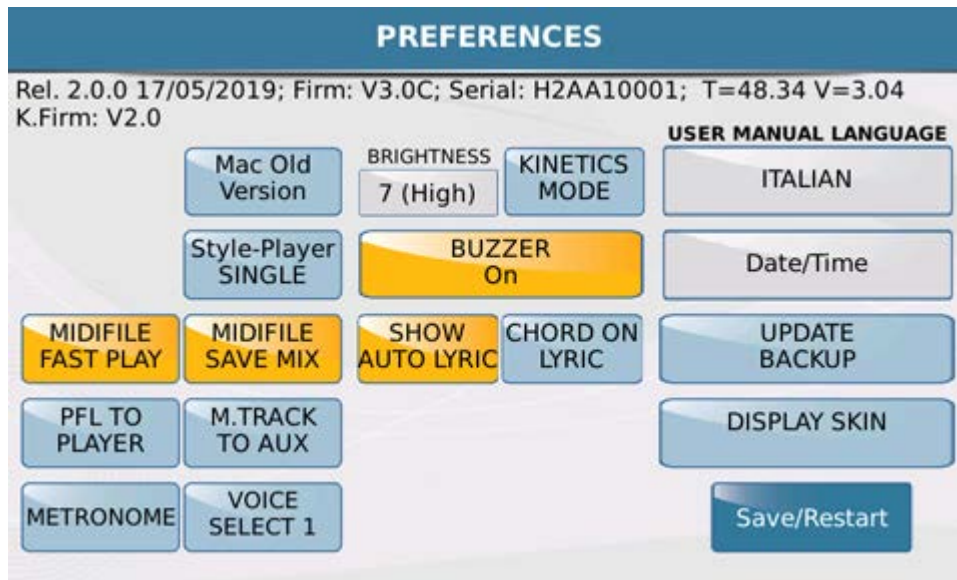 PREFERENCES
Rel. 2.0.0 17/05/2019; Firm: V3.0C; Serial: H2AA10001; T=48.34 V=3.04
K.Firm: V2.0
USER MANUAL LANGUAGE
Mac Old
Version
BRIGHTNESS
7 (High)
KINETICS
MODE
ITALIAN
Style-Player
SINGLE
BUZZER
On
Date/Time
MIDIFILE
FAST PLAY
MIDIFILE
SAVE MIX
SHOW
AUTO LYRIC
CHORD ON
LYRIC
UPDATE
BACKUP
PFL TO
PLAYER
M.TRACK
TO AUX
DISPLAY SKIN
METRONOME
VOICE
SELECT 1
Save/Restart